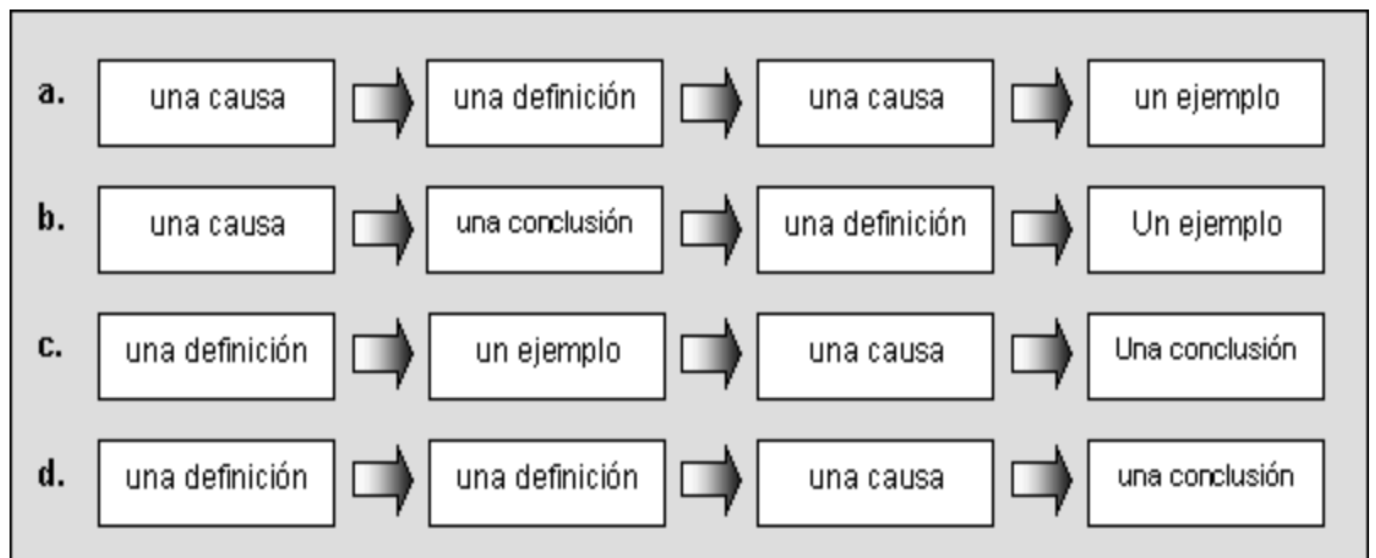 a. una causa una definición una causa un ejemplo
b. una causa una conclusión una definición Un ejemplo
c. una definición un ejemplo una causa Una conclusión
d. una definición una definición una causa una conclusión